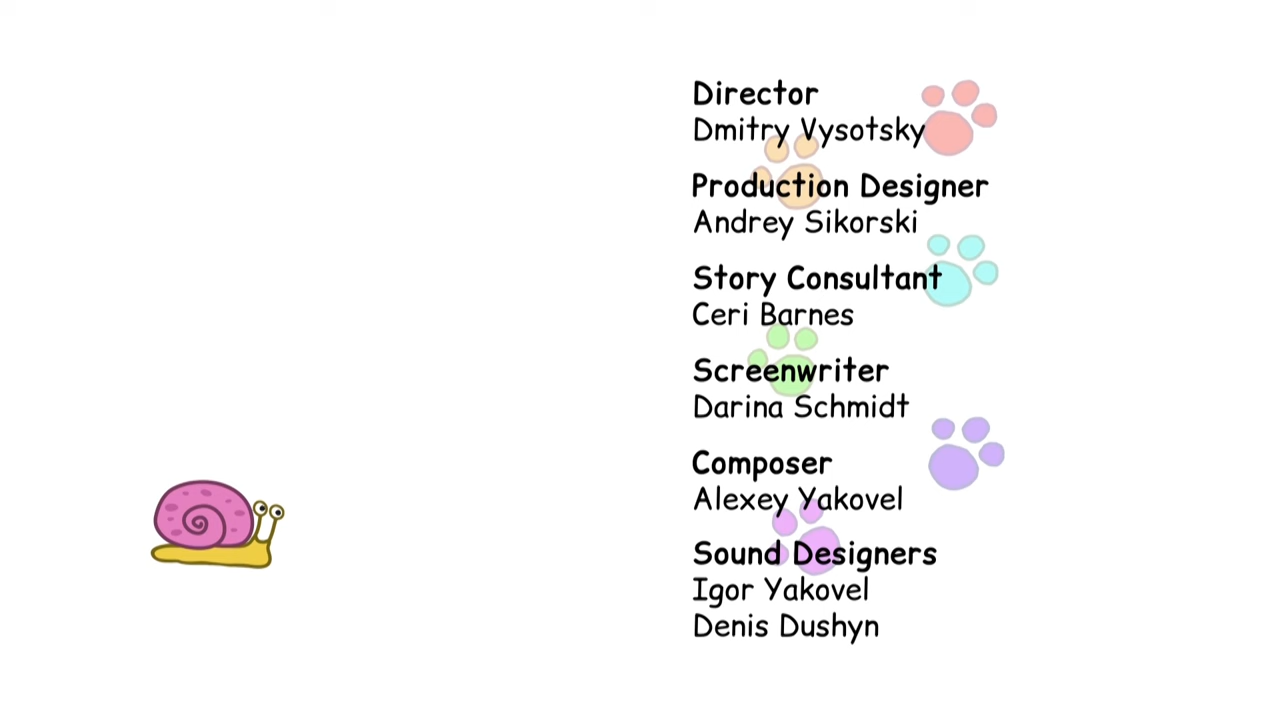 Director
Dmitry Vysotsky
Production Designer
Andrey Sikorski
Story Consultant
Ceri Barnes
Screenwriter
Darina Schmidt
Composer
Alexey Yakovel
Sound Designers
Igor Yakovel
Denis Dushyn